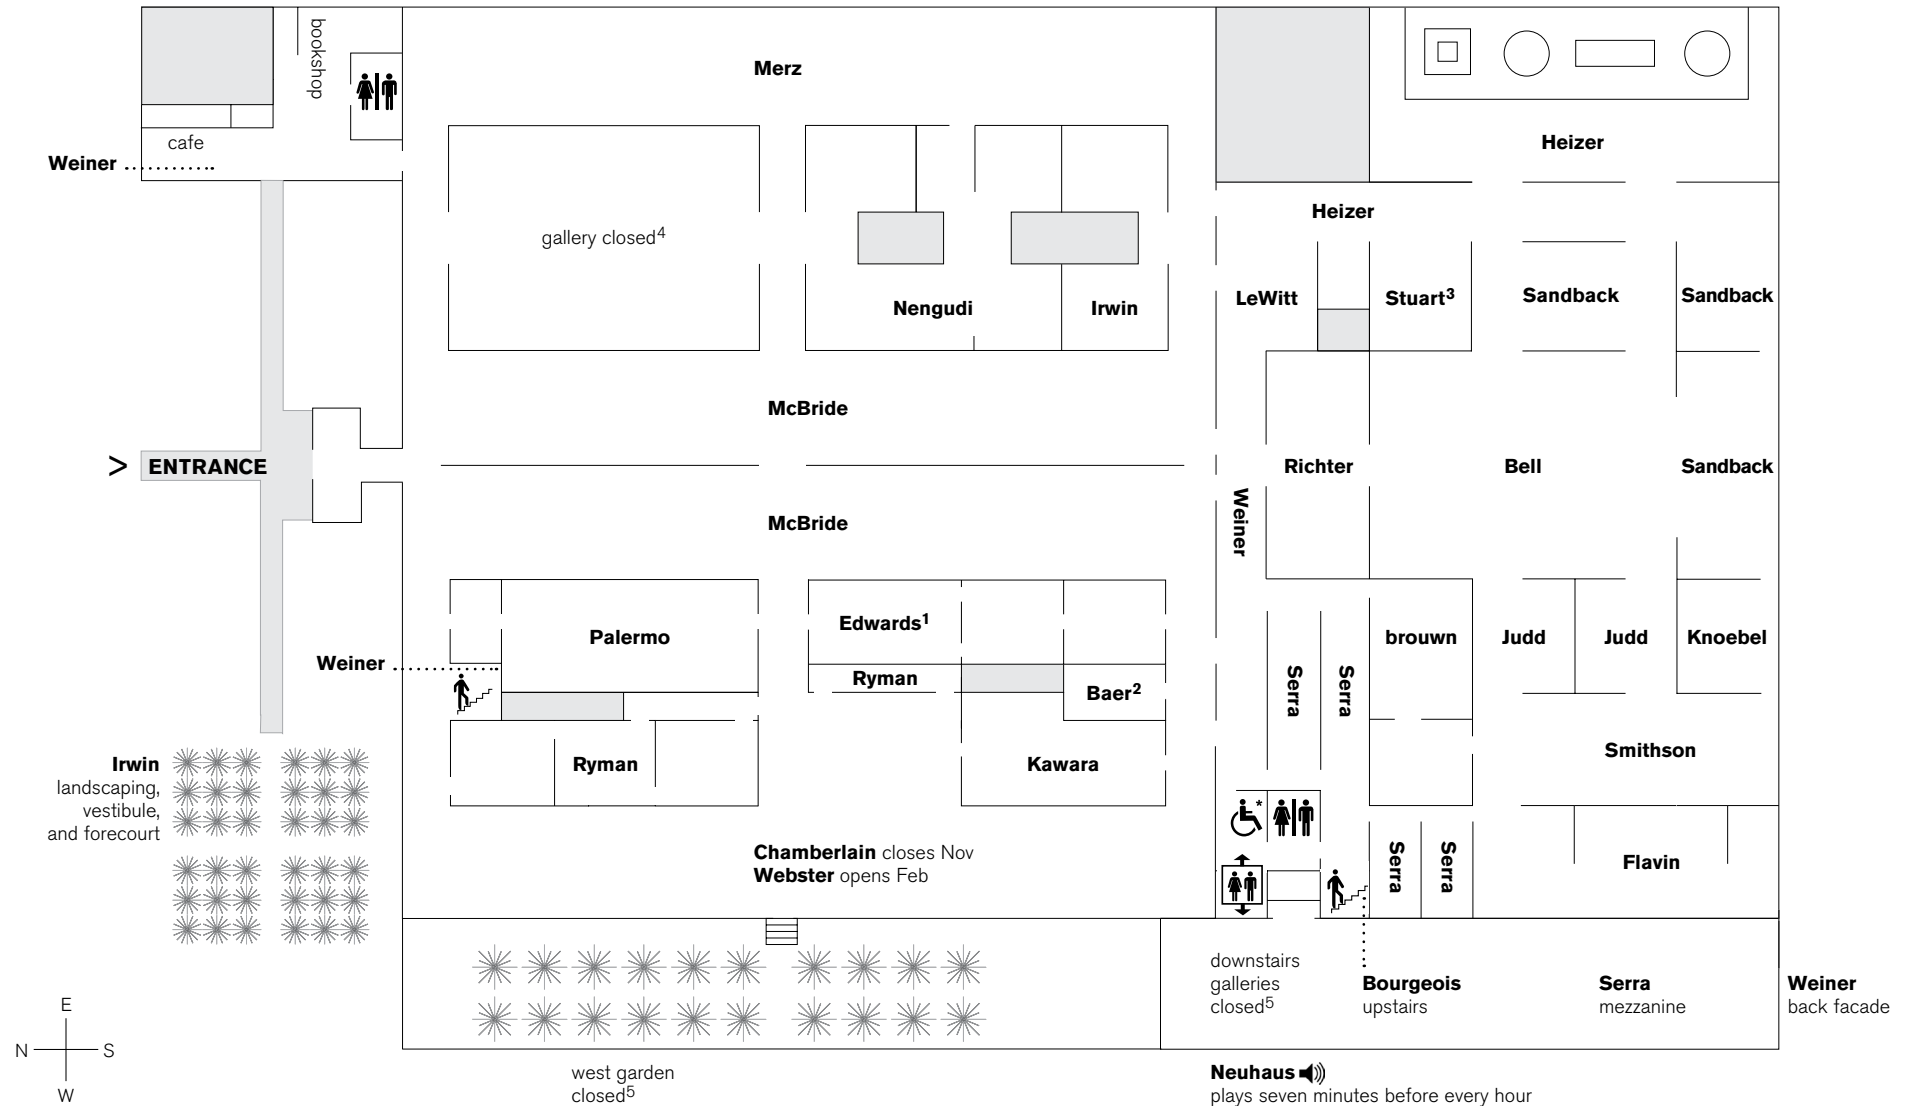 bookshop
Merz
cafe
Weiner
Heizer
Heizer
gallery closed4
Nengudi
Irwin
LeWitt
Stuart3
Sandback
Sandback
McBride
> ENTRANCE
Richter
Bell
Sandback
Weiner
McBride
Palermo
Edwards1
brouwn
Judd
Judd
Knoebel
Weiner
Ryman
Baer2
Serra
Serra
Irwin
landscaping,
vestibule,
and forecourt
Ryman
Kawara
Smithson
*
Chamberlain closes Nov
Webster opens Feb
Serra
Serra
Flavin
downstairs
galleries
closed5
Bourgeois
upstairs
Serra
mezzanine
Weiner
back facade
E
N S
W
west garden
closed5
Neuhaus
plays seven minutes before every hour